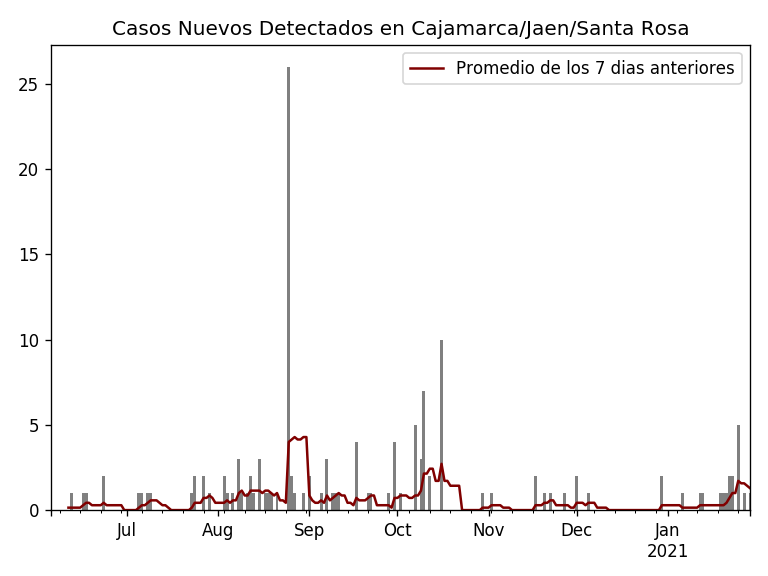 Casos Nuevos Detectados en Cajamarca/Jaen/Santa Rosa
Promedio de los 7 dias anteriores
25
20
15
10
5
0
Jul Aug Sep Oct Nov Dec Jan
2021